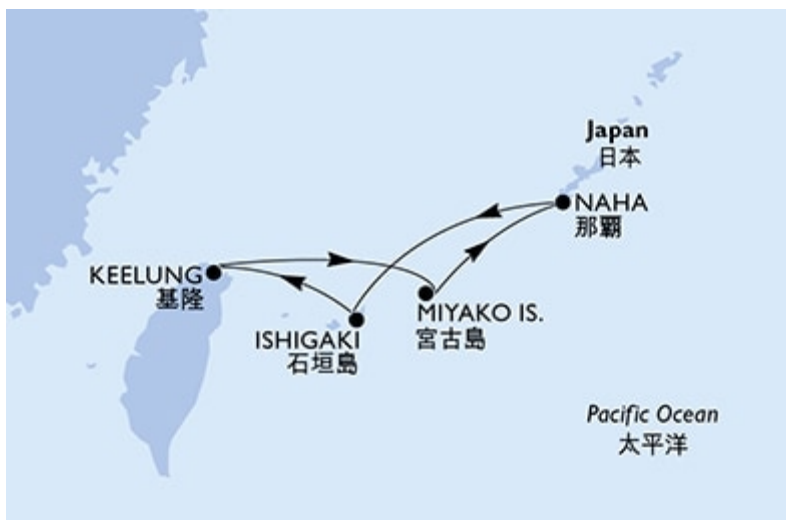 Japan
日本
NAHA
那覇
KEELUNG
基隆
MIYAKO IS.
宮古島
ISHIGAKI
石垣島
Pacific Ocean
太平洋